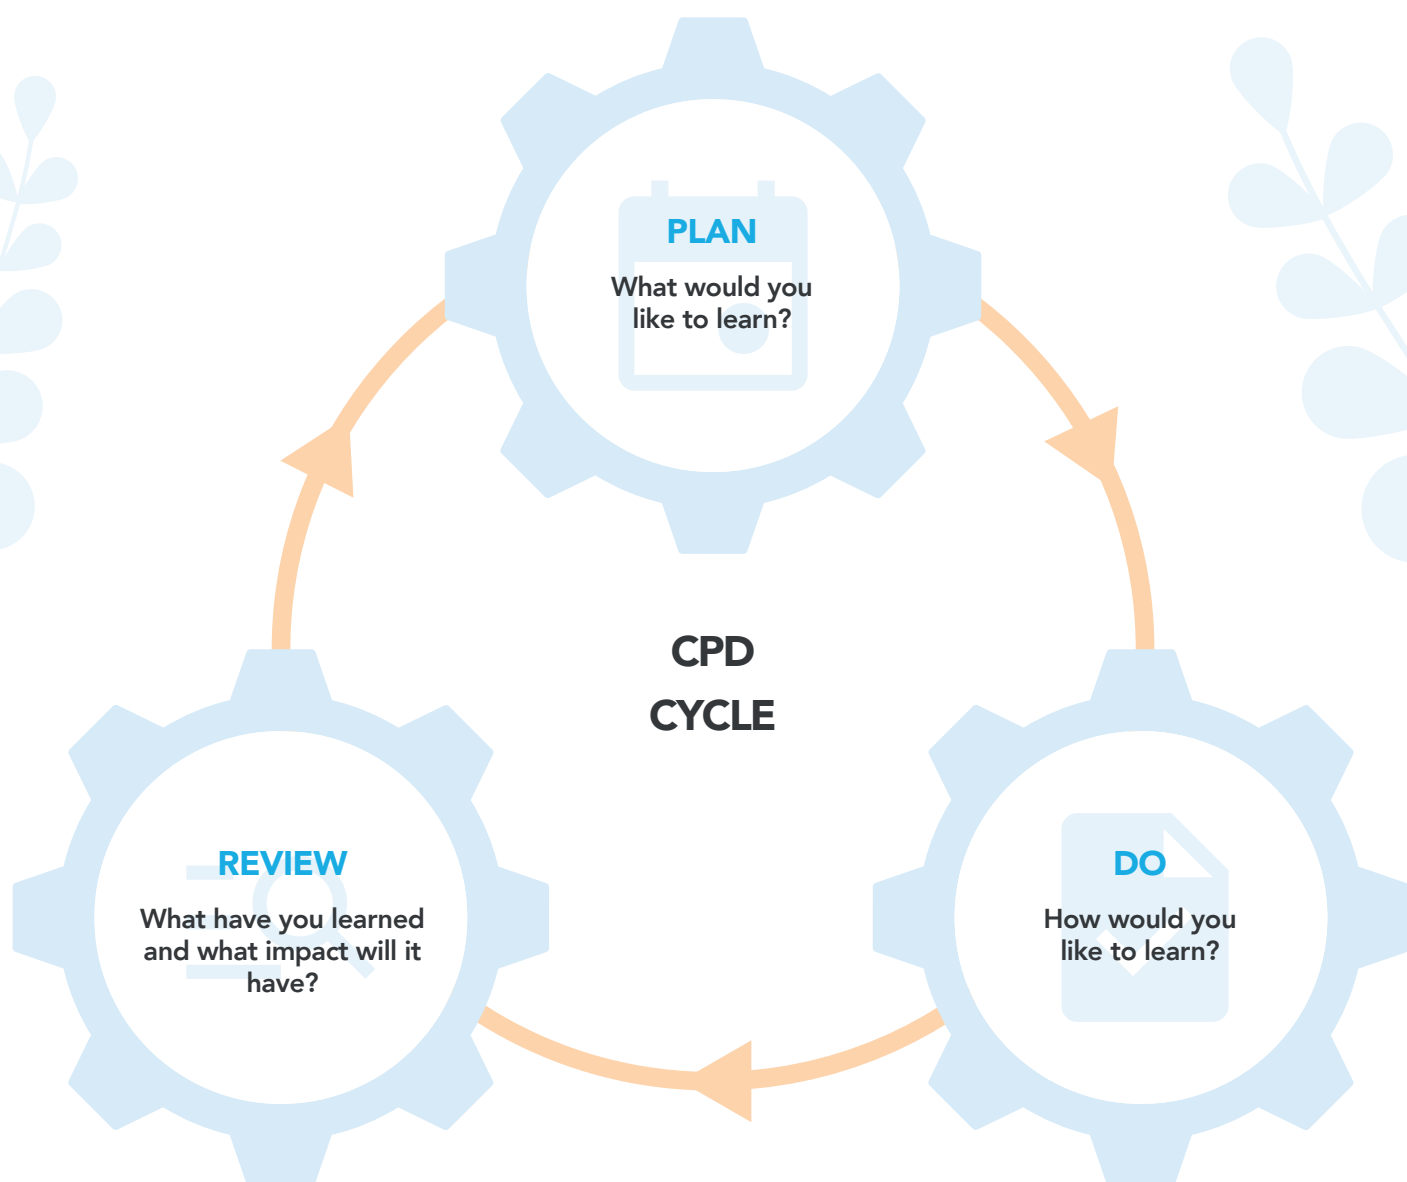 PLAN
What would you
like to learn?
CPD
CYCLE
REVIEW
What have you learned
and what impact will it
have?
DO
How would you
like to learn?